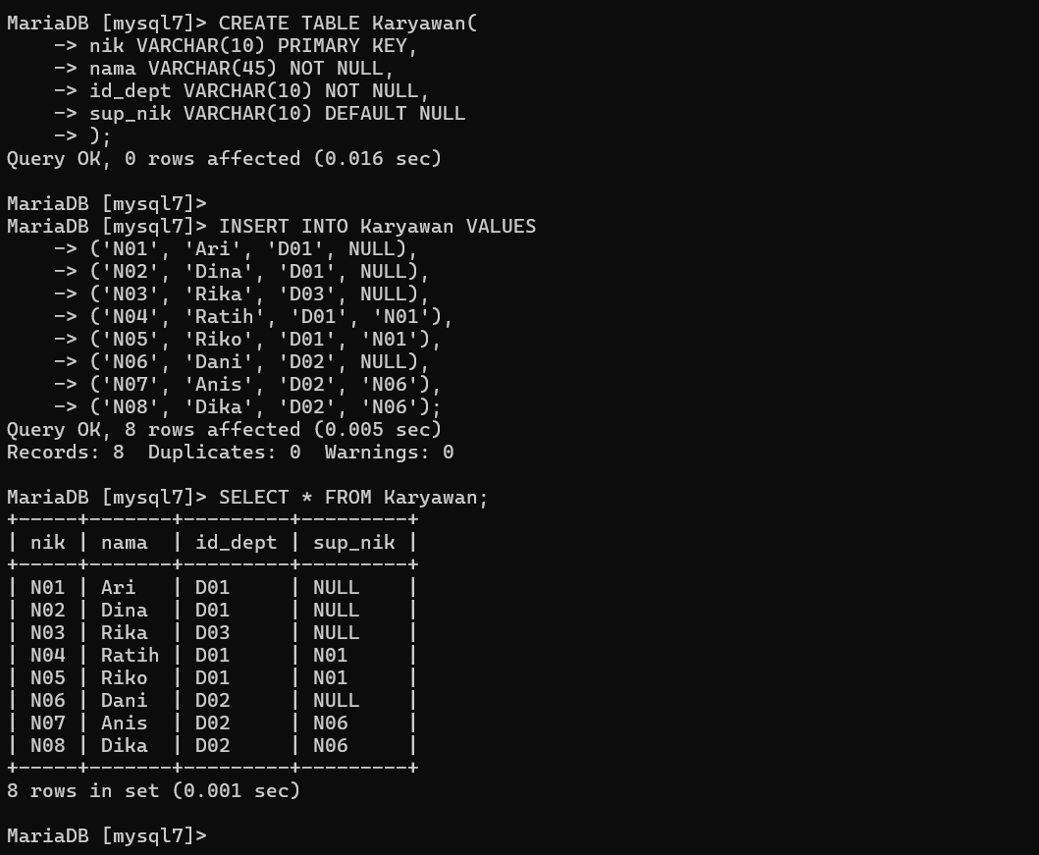 MariaDB [mysql7]> CREATE TABLE Karyawan(
    -> nik VARCHAR(10) PRIMARY KEY,
    -> nama VARCHAR(45) NOT NULL,
    -> id_dept VARCHAR(10) NOT NULL,
    -> sup_nik VARCHAR(10) DEFAULT NULL
    -> );
Query OK, 0 rows affected (0.016 sec)

MariaDB [mysql7]>
MariaDB [mysql7]> INSERT INTO Karyawan VALUES
    -> ('N01', 'Ari', 'D01', NULL),
    -> ('N02', 'Dina', 'D01', NULL),
    -> ('N03', 'Rika', 'D03', NULL),
    -> ('N04', 'Ratih', 'D01', 'N01'),
    -> ('N05', 'Riko', 'D01', 'N01'),
    -> ('N06', 'Dani', 'D02', NULL),
    -> ('N07', 'Anis', 'D02', 'N06'),
    -> ('N08', 'Dika', 'D02', 'N06');
Query OK, 8 rows affected (0.005 sec)
Records: 8  Duplicates: 0  Warnings: 0

MariaDB [mysql7]> SELECT * FROM Karyawan;
+-----+-------+---------+---------+
| nik | nama  | id_dept | sup_nik |
+-----+-------+---------+---------+
| N01 | Ari   | D01     | NULL    |
| N02 | Dina  | D01     | NULL    |
| N03 | Rika  | D03     | NULL    |
| N04 | Ratih | D01     | N01     |
| N05 | Riko  | D01     | N01     |
| N06 | Dani  | D02     | NULL    |
| N07 | Anis  | D02     | N06     |
| N08 | Dika  | D02     | N06     |
+-----+-------+---------+---------+
8 rows in set (0.001 sec)

MariaDB [mysql7]>